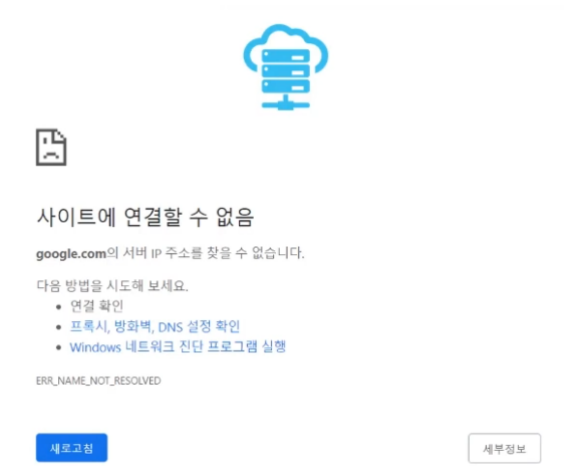 사이트에 연결할 수 없음
google.com의 서버 IP 주소를 찾을 수 없습니다.
다음 방법을 시도해 보세요.
• 연결 확인
• 프록시, 방화벽, DNS 설정 확인
• Windows 네트워크 진단 프로그램 실행
ERR_NAME_NOT_RESOLVED
새로고침
세부정보